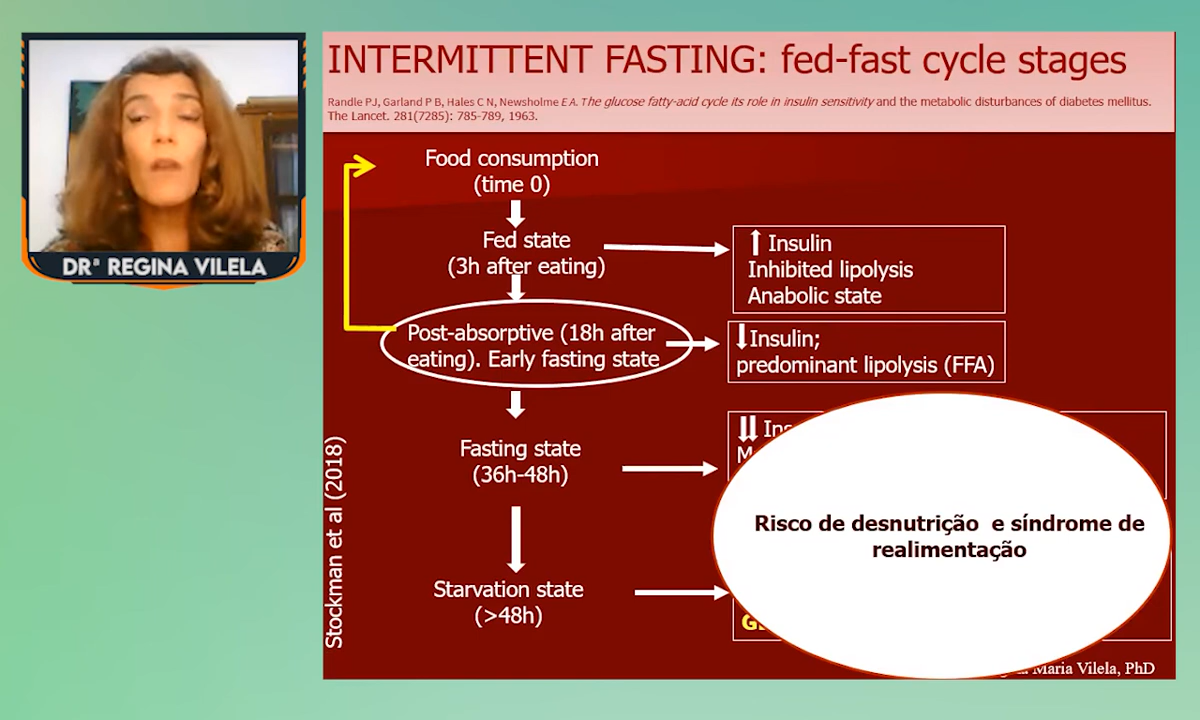 INTERMITTENT FASTING: fed-fast cycle stages
Randle PJ, Garland P B, Hales C N, Newsholme E A. The glucose fatty-acid cycle its role in insulin sensitivity and the metabolic disturbances of diabetes mellitus.
The Lancet. 281(7285): 785-789, 1963.
DRª REGINA VILELA
Food consumption
(time 0)
Fed state
(3h after eating)
Insulin
Inhibited lipolysis
Anabolic state
Post-absorptive (18h after
eating). Early fasting state
Insulin;
predominant lipolysis (FFA)
Fasting state
(36h-48h)
Starvation state
(>48h)
Risco de desnutrição e síndrome de
realimentação
Stockman et al (2018)
Maria Vilela, PhD